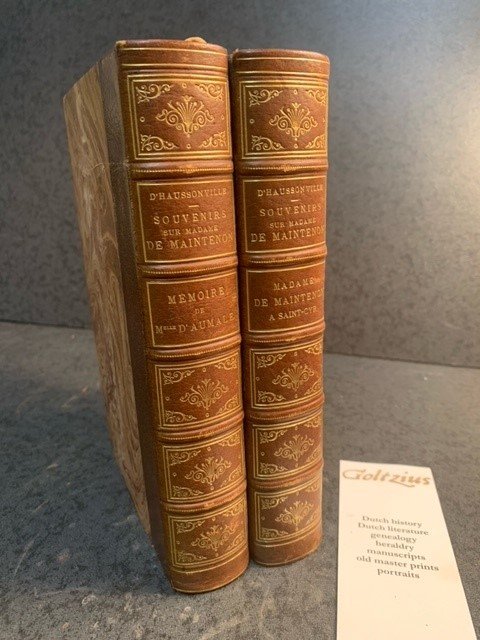 D'HAUSSONVILLE
SOUVENIRS
SUR MADAME
DE MAINTENON
MEMOIRE
DE
MELLE D'AUMALE
D'HAUSSONVILLE
SOUVENIRS
SUR MADAME
DE MAINTENON
MADAME
DE MAINTENON
A SAINT-CYR
Goltzius
Dutch history
Dutch literature
genealogy
heraldry
manuscripts
old master prints
portraits